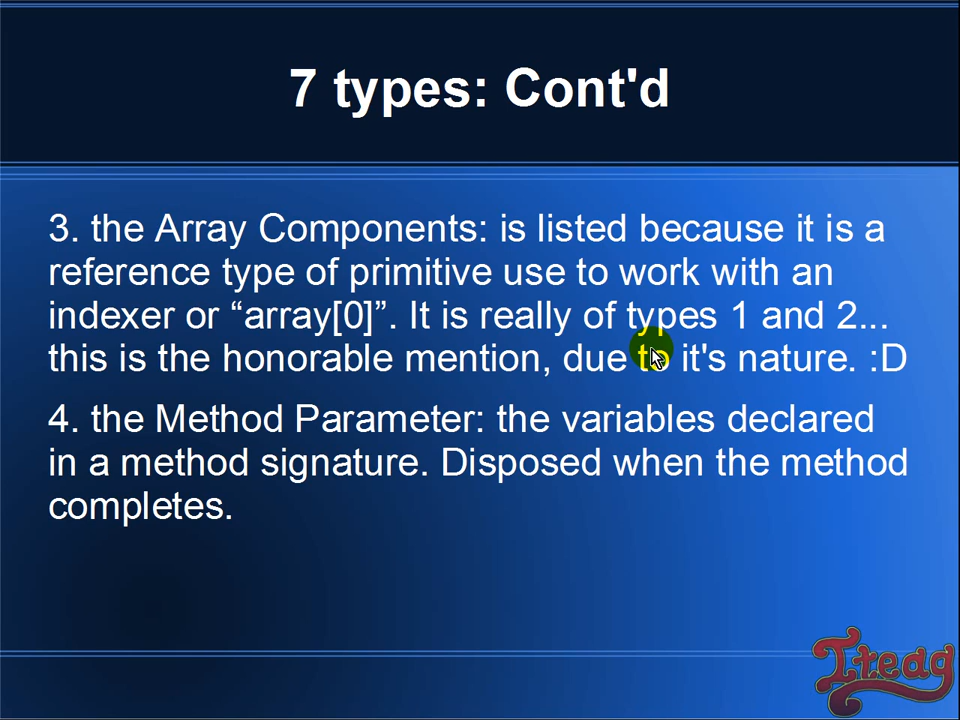 7 types: Cont'd
3. the Array Components: is listed because it is a
reference type of primitive use to work with an
indexer or “array[0]”. It is really of types 1 and 2...
this is the honorable mention, due to it's nature. :D
4. the Method Parameter: the variables declared
in a method signature. Disposed when the method
completes.
Itedg